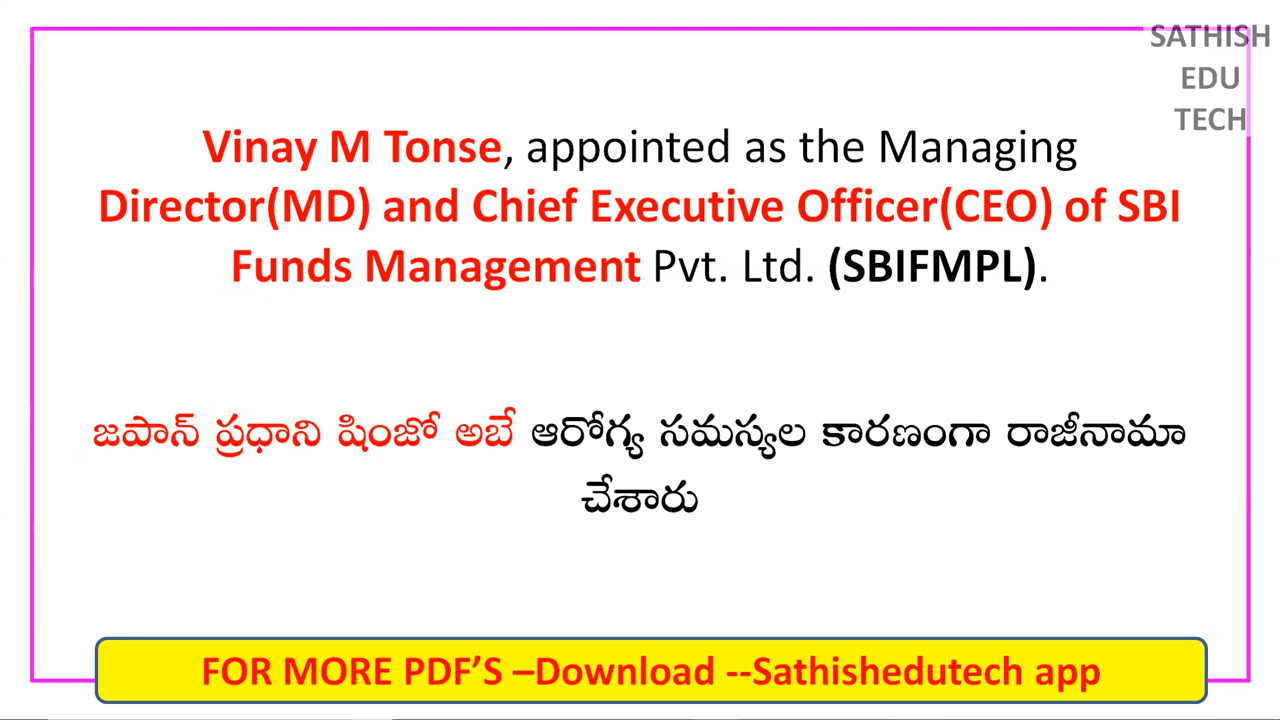 SATHISH
EDU
TECH
Vinay M Tonse, appointed as the Managing
Director(MD) and Chief Executive Officer(CEO) of SBI
Funds Management Pvt. Ltd. (SBIFMPL).
జపాన్ ప్రధాని షింజో అబే ఆరోగ్య సమస్యల కారణంగా రాజీనామా
చేశారు
FOR MORE PDF’S –Download --Sathishedutech app